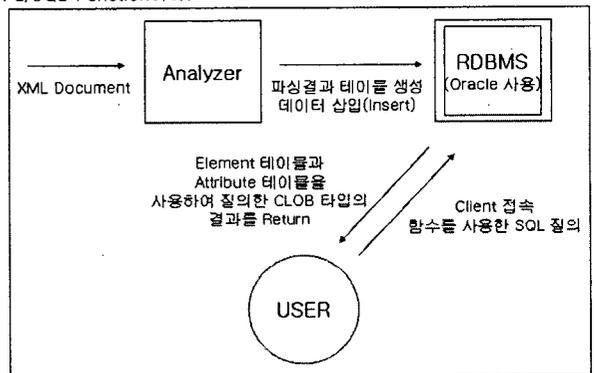 XML Document
Analyzer
파싱결과 테이블 생성
데이터 삽입(Insert)
RDBMS
(Oracle 사용)
Element 테이블과
Attribute 테이블을
사용하여 질의한 CLOB 타입의
결과를 Return
Client 접속
함수를 사용한 SQL 질의
USER